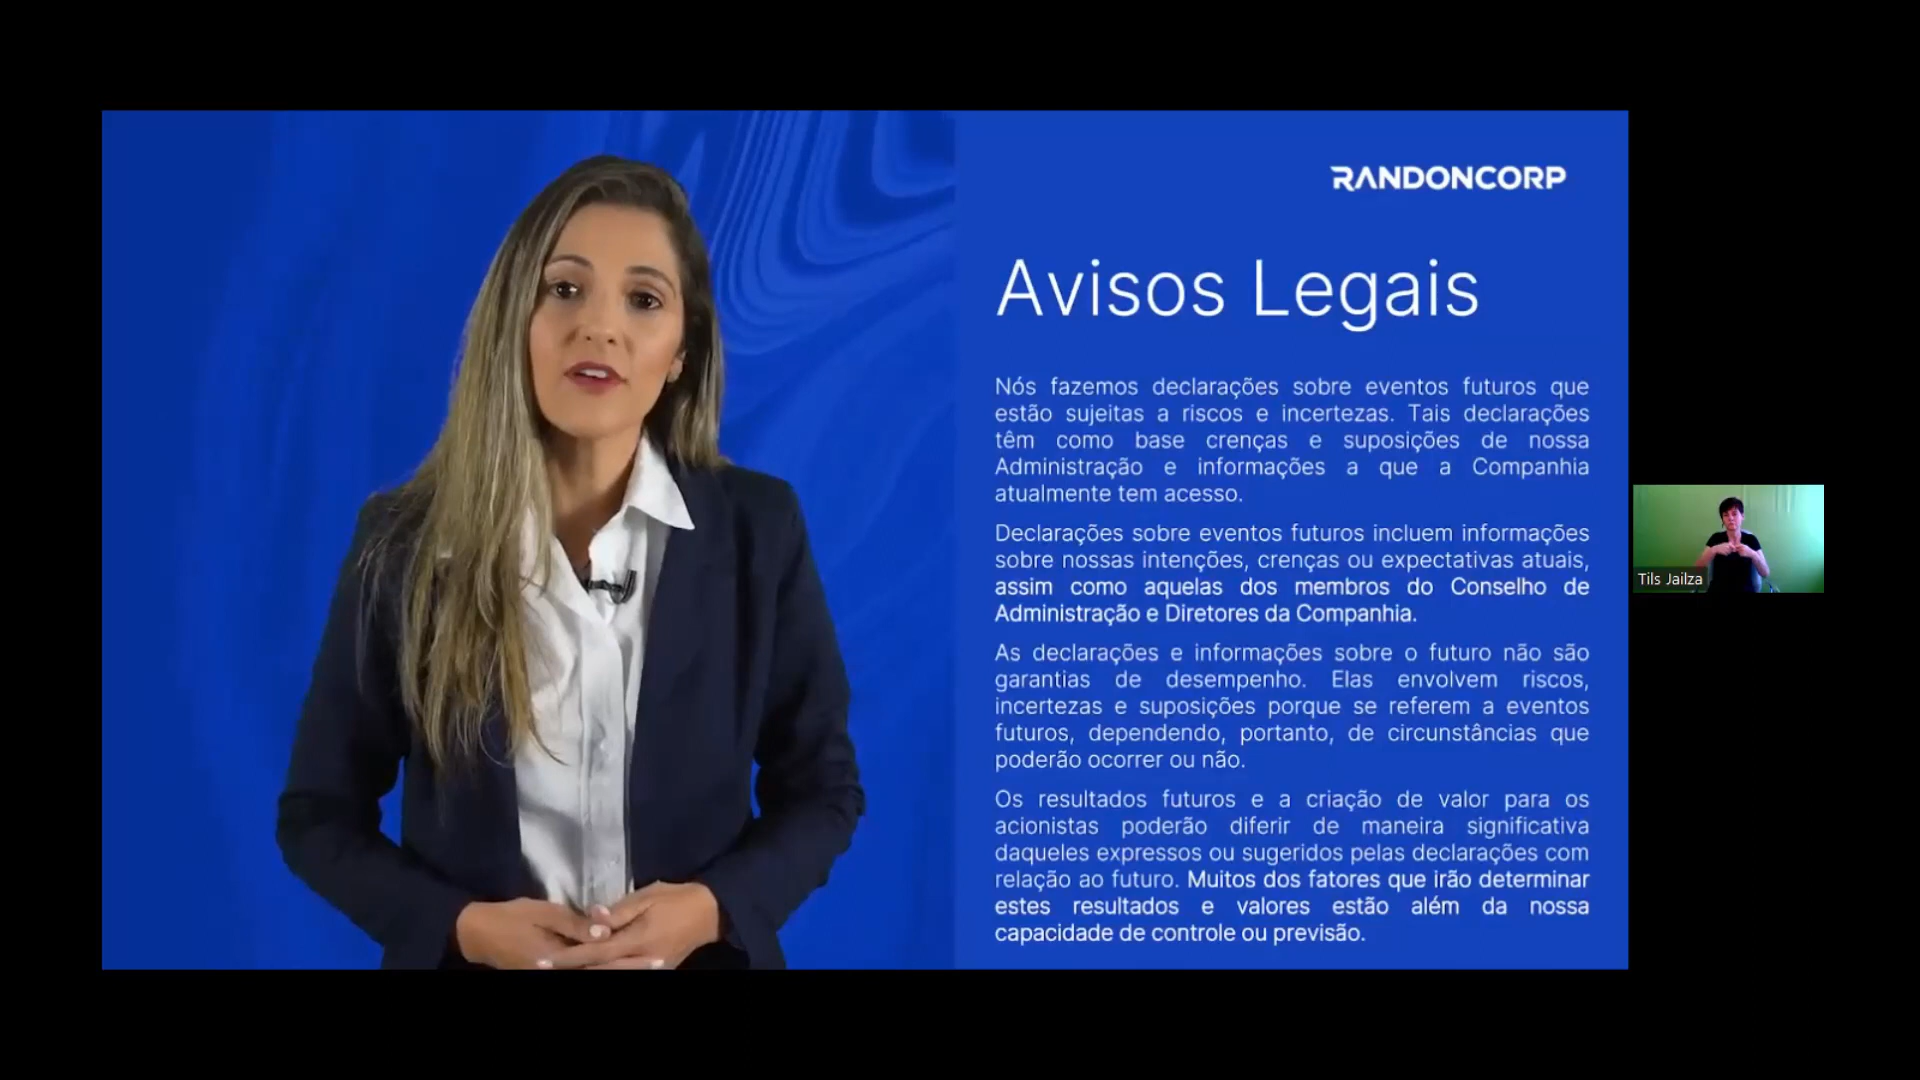 RANDONCORP
Avisos Legais
Nós fazemos declarações sobre eventos futuros que
estão sujeitas a riscos e incertezas. Tais declarações
têm como base crenças e suposições de nossa
Administração e informações a que a Companhia
atualmente tem acesso.
Declarações sobre eventos futuros incluem informações
sobre nossas intenções, crenças ou expectativas atuais,
assim como aquelas dos membros do Conselho de
Administração e Diretores da Companhia.
As declarações e informações sobre o futuro não são
garantias de desempenho. Elas envolvem riscos,
incertezas e suposições porque se referem a eventos
futuros, dependendo, portanto, de circunstâncias que
poderão ocorrer ou não.
Os resultados futuros e a criação de valor para os
acionistas poderão diferir de maneira significativa
daqueles expressos ou sugeridos pelas declarações com
relação ao futuro. Muitos dos fatores que irão determinar
estes resultados e valores estão além da nossa
capacidade de controle ou previsão.
Tils Jailza